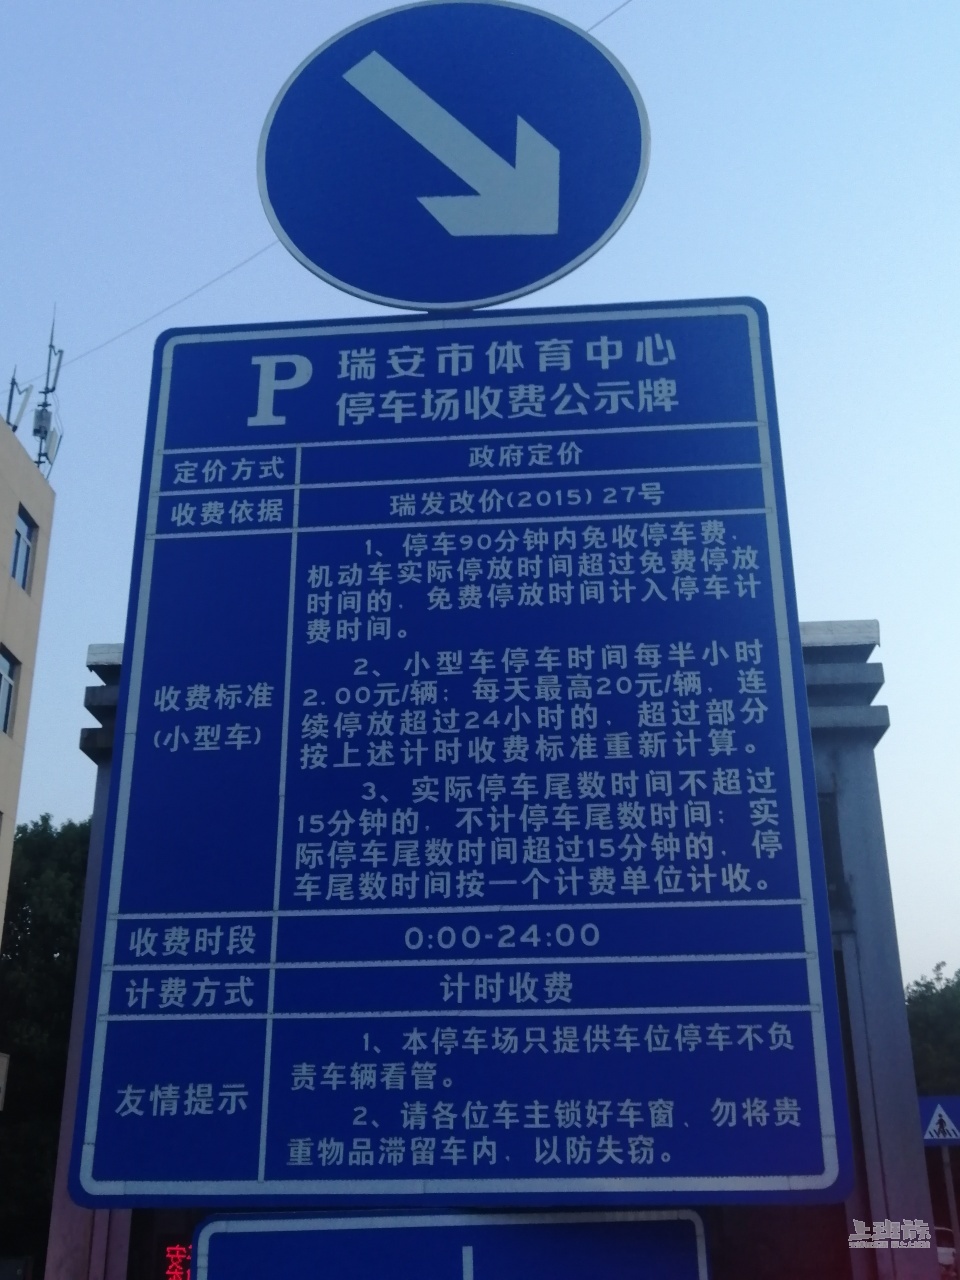 P
瑞安市体育中心
停车场收费公示牌
定价方式
政府定价
收费依据
瑞发改价(2015)27号
收费标准
(小型车)
1、停车90分钟内免收停车费，
机动车实际停放时间超过免费停放
时间的，免费停放时间计入停车计
费时间。
2、小型车停车时间每半小时
2.00元/辆；每天最高20元/辆，连
续停放超过24小时的，超过部分
按上述计时收费标准重新计算。
3、实际停车尾数时间不超过
15分钟的，不计停车尾数时间；实
际停车尾数时间超过15分钟的，停
车尾数时间按一个计费单位计收。
收费时段
0:00-24:00
计费方式
计时收费
友情提示
1、本停车场只提供车位停车不负
责车辆看管。
2、请各位车主锁好车窗，勿将贵
重物品滞留车内，以防失窃。
上班族